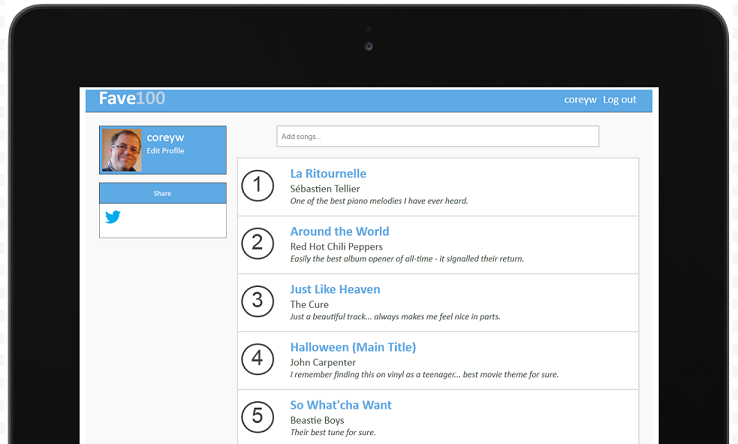 Fave100
coreyw Log out
coreyw
Edit Profile
Share
Add songs...
1
La Ritournelle
Sébastien Tellier
One of the best piano melodies I have ever heard.
2
Around the World
Red Hot Chili Peppers
Easily the best album opener of all-time - it signalled their return.
3
Just Like Heaven
The Cure
Just a beautiful track... always makes me feel nice in parts.
4
Halloween (Main Title)
John Carpenter
I remember finding this on vinyl as a teenager... best movie theme for sure.
5
So What'cha Want
Beastie Boys
Their best tune for sure.